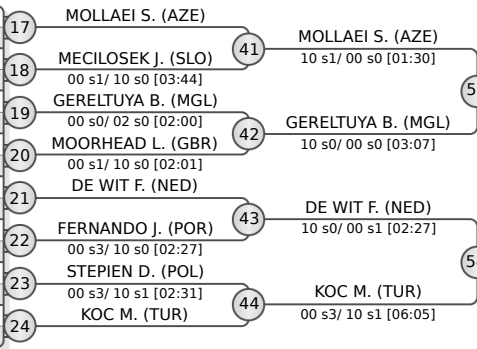 17
MOLLAEI S. (AZE)
41
MOLLAEI S. (AZE)
10 s1/ 00 s0 [01:30]
18
MECILOSEK J. (SLO)
00 s1/ 10 s0 [03:44]
19
GERELTUYA B. (MGL)
00 s0/ 02 s0 [02:00]
42
GERELTUYA B. (MGL)
10 s0/ 00 s0 [03:07]
20
MOORHEAD L. (GBR)
00 s1/ 10 s0 [02:01]
21
DE WIT F. (NED)
43
DE WIT F. (NED)
10 s0/ 00 s1 [02:27]
22
FERNANDO J. (POR)
00 s3/ 10 s0 [02:27]
23
STEPIEN D. (POL)
00 s3/ 10 s1 [02:31]
44
KOC M. (TUR)
00 s3/ 10 s1 [06:05]
24
KOC M. (TUR)